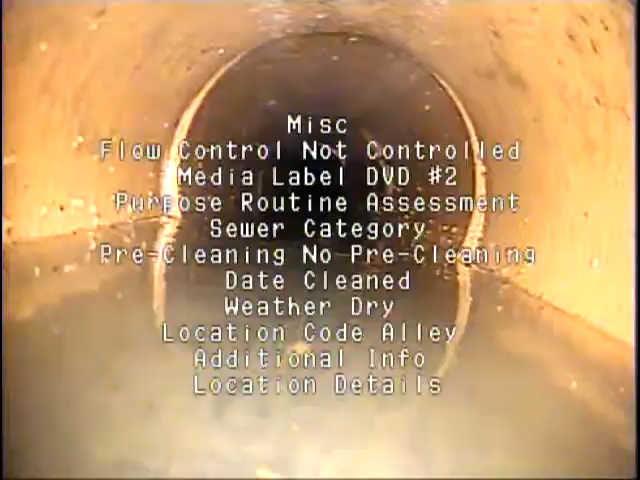 Misc
Flow Control Not Controlled
Media Label DVD #2
Purpose Routine Assessment
Sewer Category
Pre-Cleaning No Pre-Cleaning
Date Cleaned
Weather Dry
Location Code Alley
Additional Info
Location Details